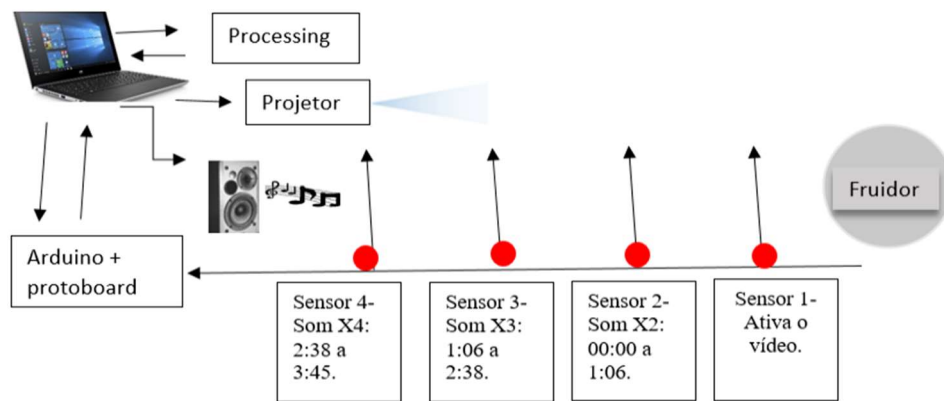 Processing
Projetor
Fruidor
Arduino +
protoboard
Sensor 4-
Som X4:
2:38 a
3:45.
Sensor 3-
Som X3:
1:06 a
2:38.
Sensor 2-
Som X2:
00:00 a
1:06.
Sensor 1-
Ativa o
vídeo.